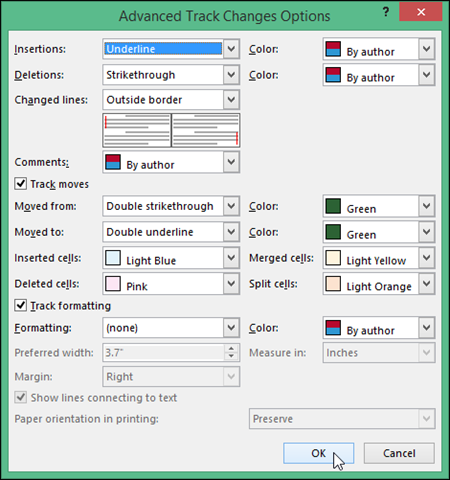 Advanced Track Changes Options ? ×
Insertions: Underline Color: By author
Deletions: Strikethrough Color: By author
Changed lines: Outside border
Comments: By author
Track moves
Moved from: Double strikethrough Color: Green
Moved to: Double underline Color: Green
Inserted cells: Light Blue Merged cells: Light Yellow
Deleted cells: Pink Split cells: Light Orange
Track formatting
Formatting: (none) Color: By author
Preferred width: 3.7" Measure in: Inches
Margin: Right
Show lines connecting to text
Paper orientation in printing: Preserve
OK Cancel